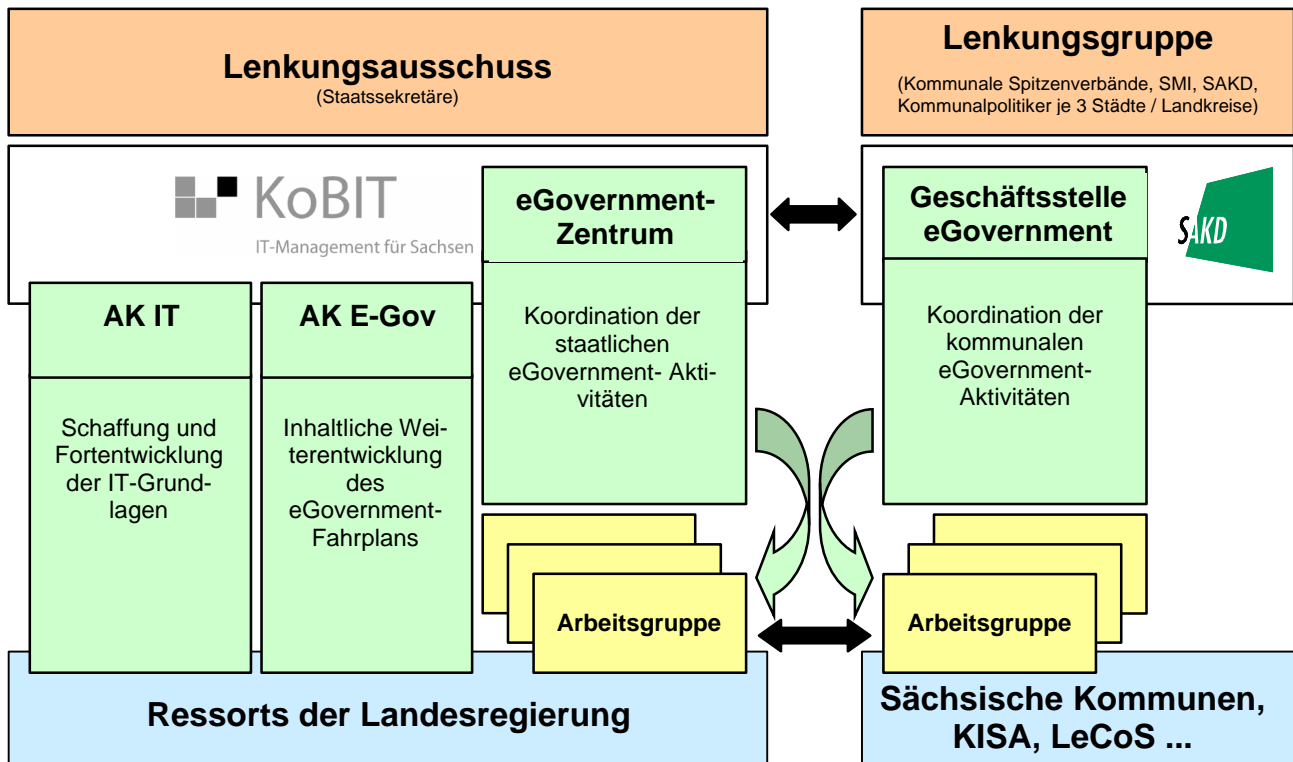 Lenkungsausschuss
(Staatssekretäre)
Lenkungsgruppe
(Kommunale Spitzenverbände, SMI, SAKD,
Kommunalpolitiker je 3 Städte / Landkreise)
KoBIT
IT-Management für Sachsen
eGovernment-
Zentrum
Koordination der
staatlichen
eGovernment- Akti-
vitäten
Geschäftsstelle
eGovernment
Koordination der
kommunalen
eGovernment-
Aktivitäten
SAKD
AK IT
Schaffung und
Fortentwicklung
der IT-Grund-
lagen
AK E-Gov
Inhaltliche Wei-
terentwicklung
des
eGovernment-
Fahrplans
Arbeitsgruppe
Arbeitsgruppe
Ressorts der Landesregierung
Sächsische Kommunen,
KISA, LeCoS ...